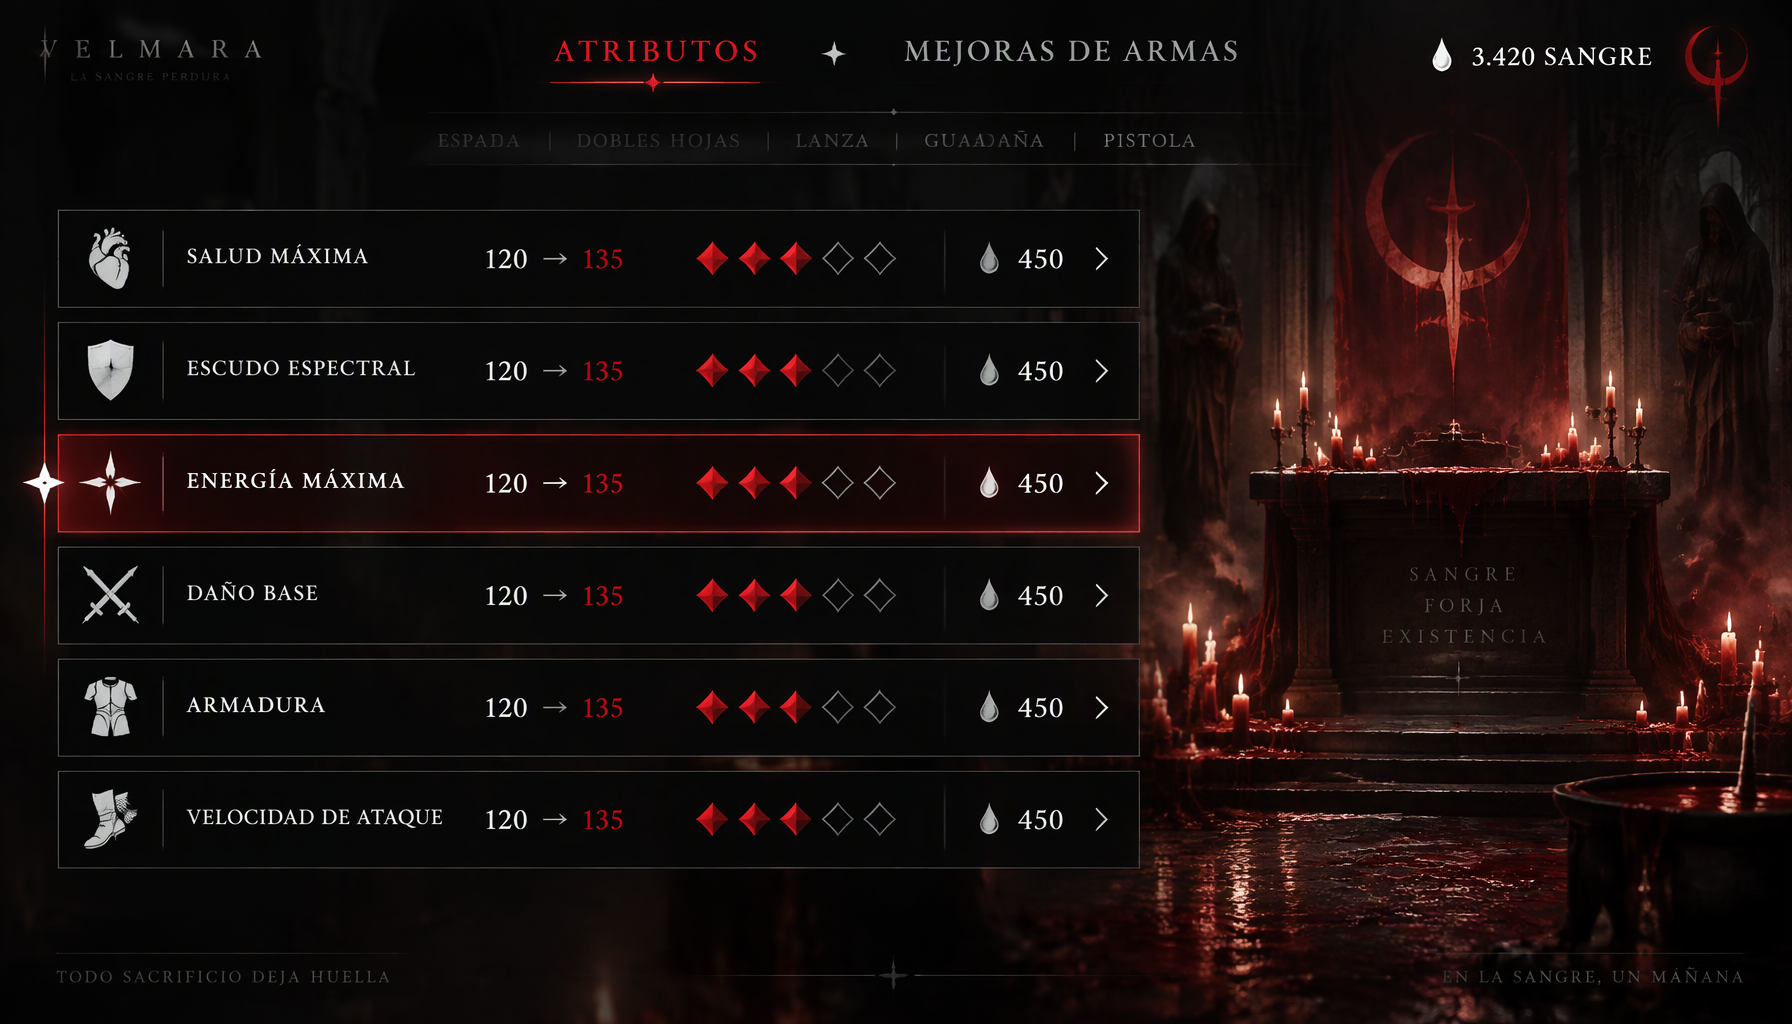 VELMARA
LA SANGRE PERDURA
ATRIBUTOS
MEJORAS DE ARMAS
3.420 SANGRE
ESPADA | DOBLES HOJAS | LANZA | GUAADAÑA | PISTOLA
SALUD MÁXIMA 120 → 135 450
ESCUDO ESPECTRAL 120 → 135 450
ENERGÍA MÁXIMA 120 → 135 450
DAÑO BASE 120 → 135 450
ARMADURA 120 → 135 450
VELOCIDAD DE ATAQUE 120 → 135 450
SANGRE
FORJA
EXISTENCIA
TODO SACRIFICIO DEJA HUELLA
EN LA SANGRE, UN MÁÑANA